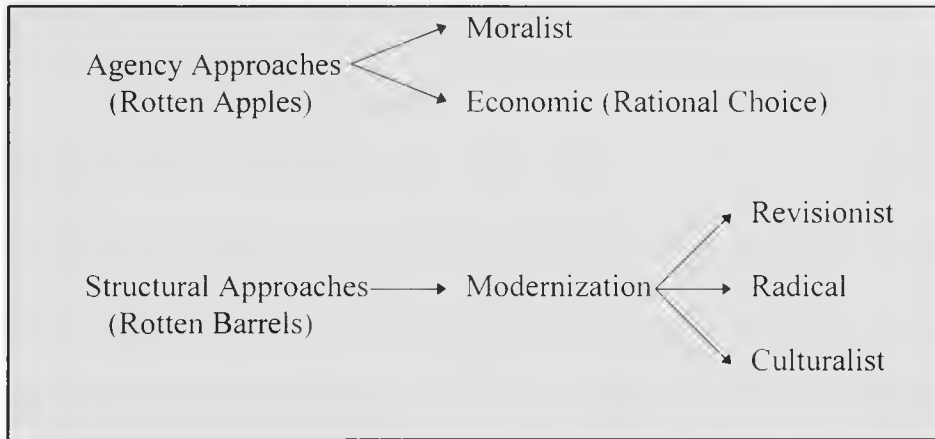 Moralist
Agency Approaches
(Rotten Apples)
Economic (Rational Choice)
Revisionist
Structural Approaches
Modernization
Radical
(Rotten Barrels)
Culturalist